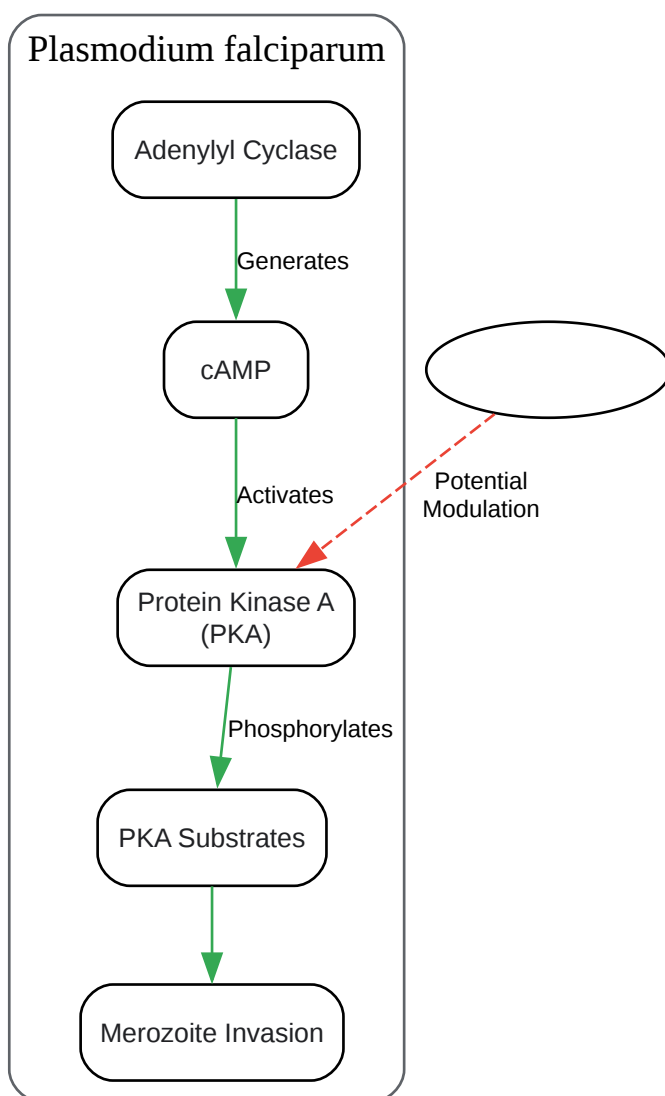 Plasmodium falciparum
Adenylyl Cyclase
Generates
cAMP
Activates
Potential
Modulation
Protein Kinase A
(PKA)
Phosphorylates
PKA Substrates
Merozoite Invasion